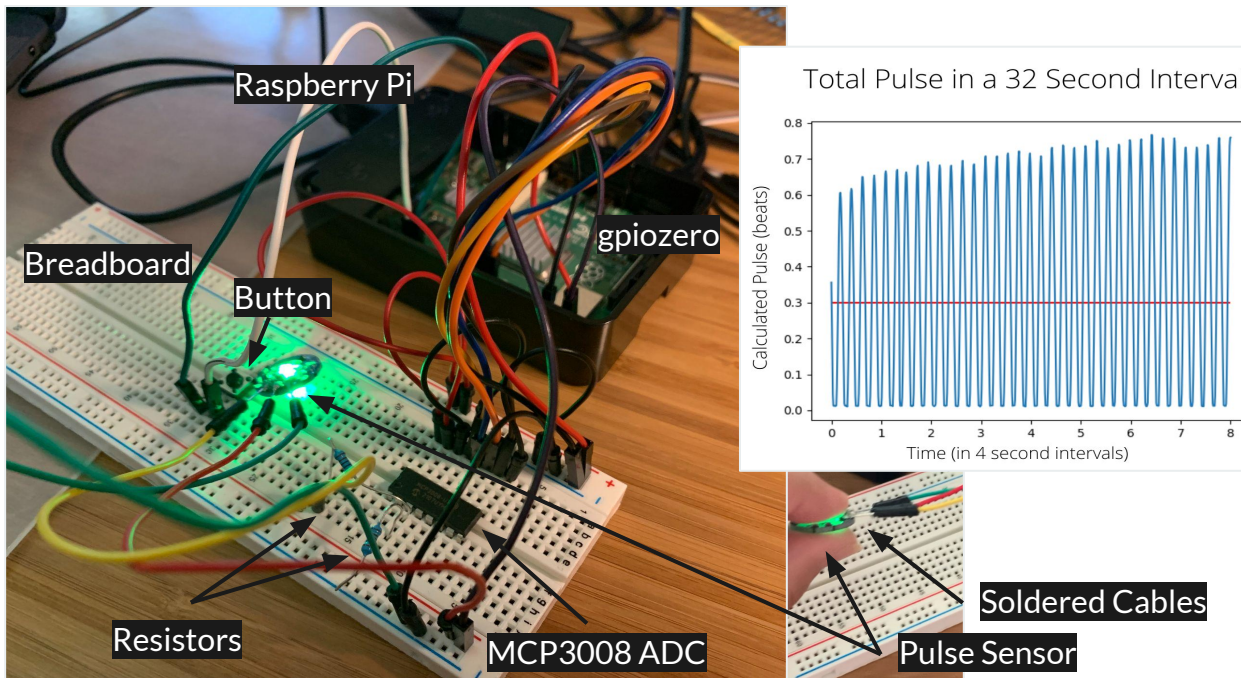 Raspberry Pi
gpiozero
Breadboard
Button
Resistors
MCP3008 ADC
Soldered Cables
Pulse Sensor
Total Pulse in a 32 Second Interva
Calculated Pulse (beats)
0.8
0.7
0.6
0.5
0.4
0.3
0.2
0.1
0.0
0 1 2 3 4 5 6 7 8
Time (in 4 second intervals)